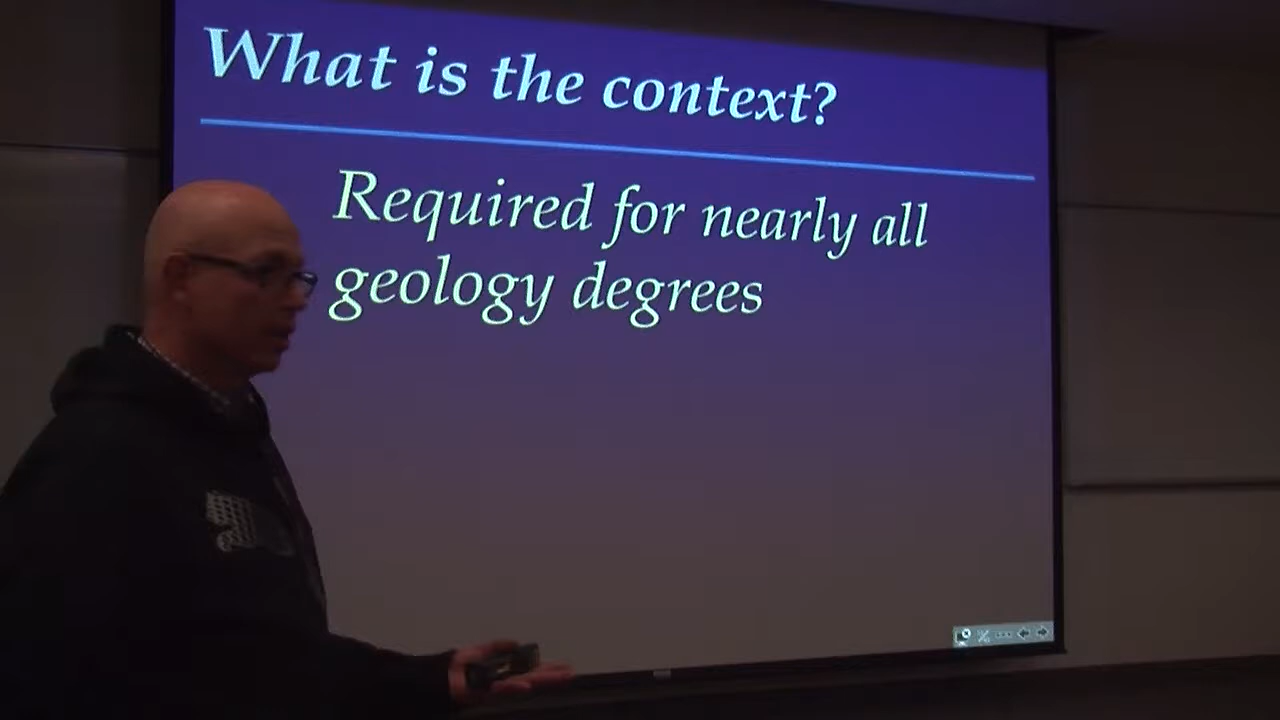 What is the context?
Required for nearly all
geology degrees